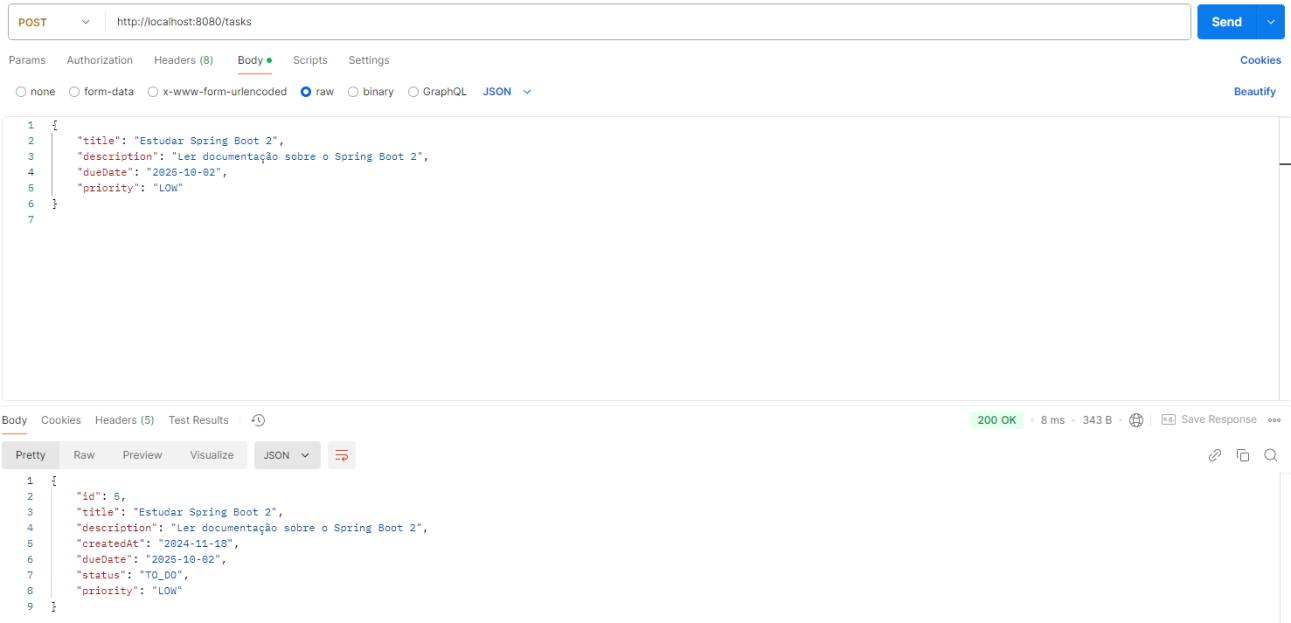 POST http://localhost:8080/tasks Send
Params Authorization Headers (8) Body Scripts Settings Cookies
none form-data x-www-form-urlencoded raw binary GraphQL JSON Beautify
1 {
2 "title": "Estudar Spring Boot 2",
3 "description": "Ler documentação sobre o Spring Boot 2",
4 "dueDate": "2025-10-02",
5 "priority": "LOW"
6 }
7
Body Cookies Headers (5) Test Results 200 OK 8 ms 343 B e.g. Save Response
Pretty Raw Preview Visualize JSON
1 {
2 "id": 5,
3 "title": "Estudar Spring Boot 2",
4 "description": "Ler documentação sobre o Spring Boot 2",
5 "createdAt": "2024-11-18",
6 "dueDate": "2025-10-02",
7 "status": "TO_DO",
8 "priority": "LOW"
9 }